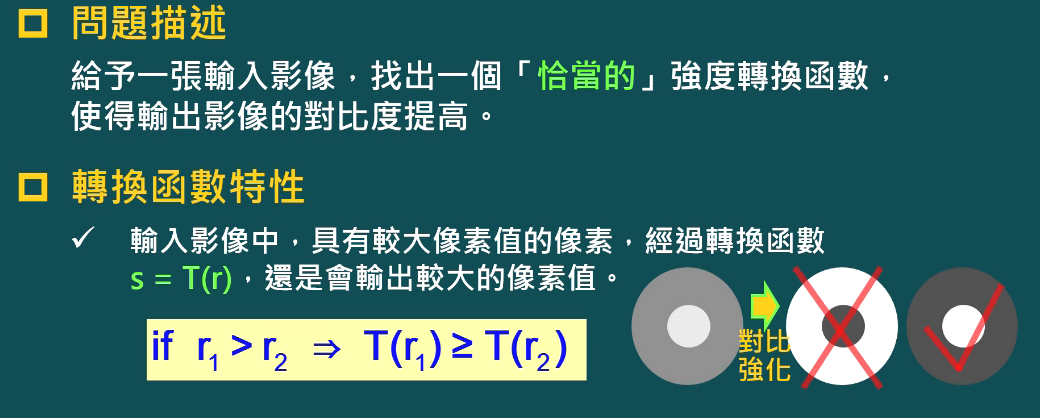 問題描述
給予一張輸入影像，找出一個「恰當的」強度轉換函數，
使得輸出影像的對比度提高。
轉換函數特性
✓ 輸入影像中，具有較大像素值的像素，經過轉換函數
s = T(r)，還是會輸出較大的像素值。
if r₁ > r₂ ⇒ T(r₁) ≥ T(r₂)
對比
強化